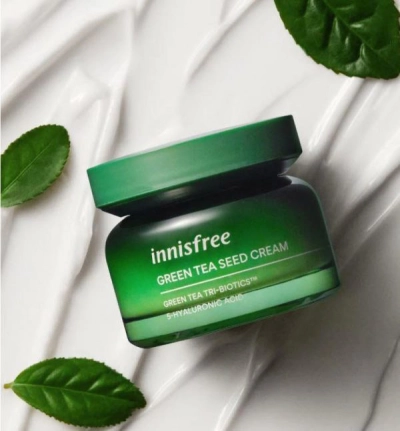 innisfree
GREEN TEA SEED CREAM
GREEN TEA TRI-BIOTICS™
5-HYALURONIC ACID